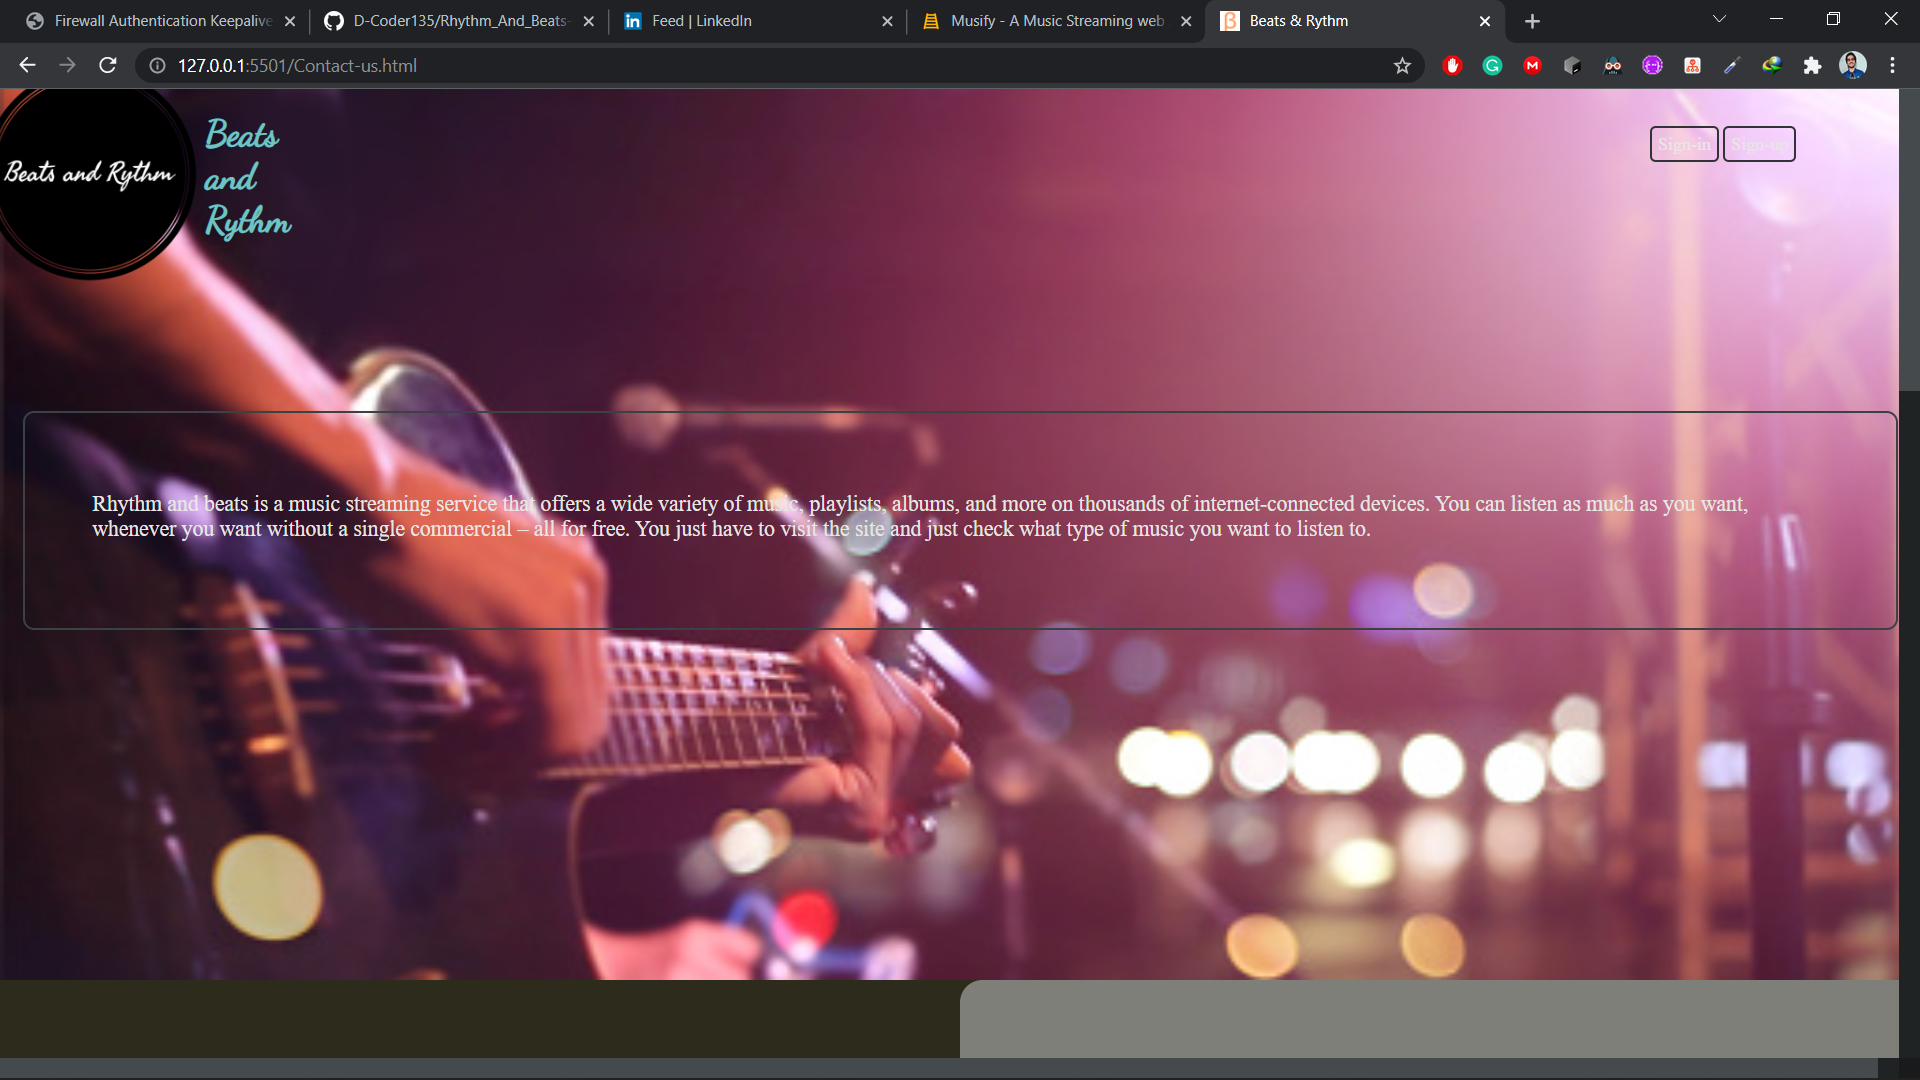 Firewall Authentication Keepalive
D-Coder135/Rhythm_And_Beats-
Feed | LinkedIn
Musify - A Music Streaming web
Beats & Rythm
127.0.0.1:5501/Contact-us.html
Beats and Rythm
Beats
and
Rythm
Sign-in
Sign-up
Rhythm and beats is a music streaming service that offers a wide variety of music, playlists, albums, and more on thousands of internet-connected devices. You can listen as much as you want,
whenever you want without a single commercial – all for free. You just have to visit the site and just check what type of music you want to listen to.